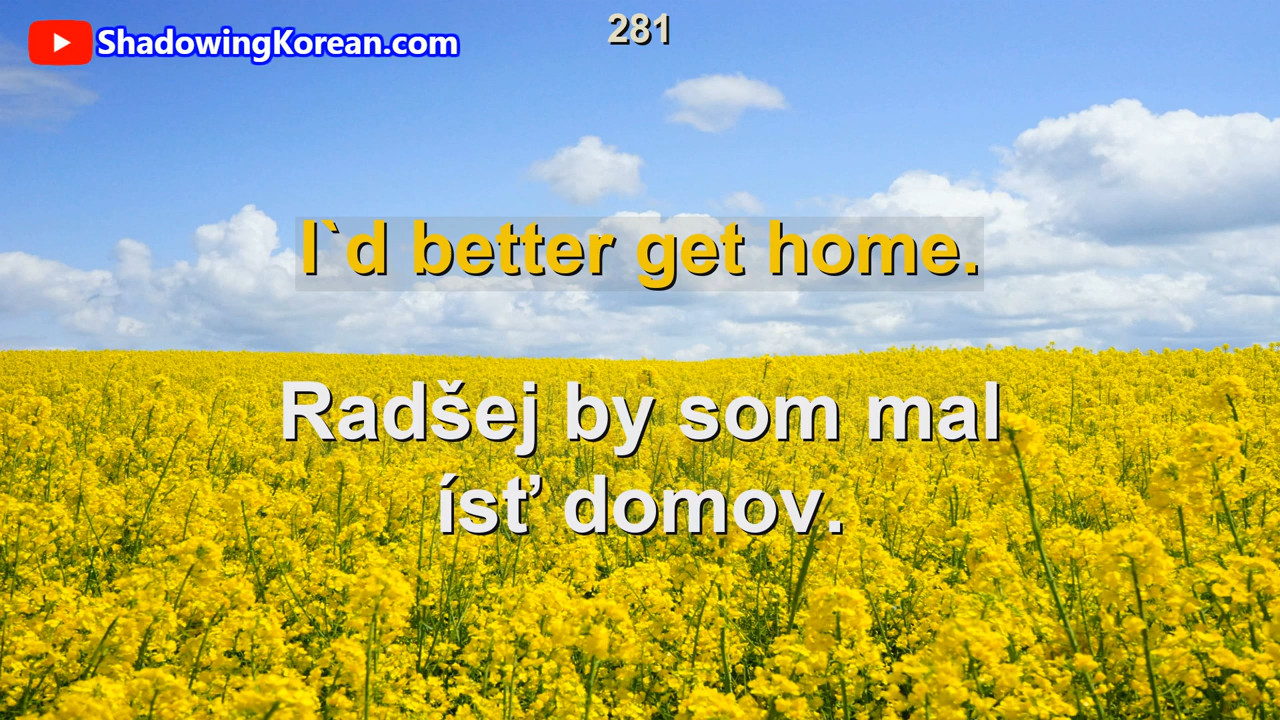 ShadowingKorean.com
281
I`d better get home.
Radšej by som mal
ísť domov.